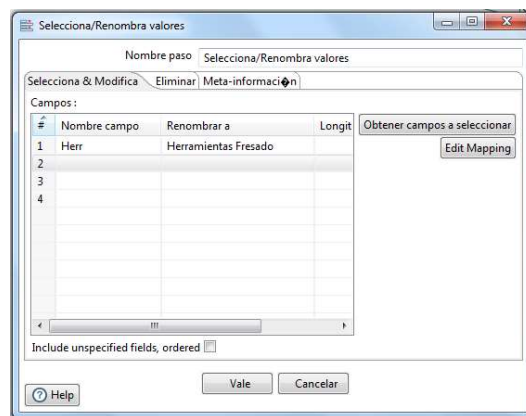 Selecciona/Renombra valores
Nombre paso Selecciona/Renombra valores
Selecciona & Modifica Eliminar Meta-informaci�n
Campos :
# Nombre campo Renombrar a Longit Obtener campos a seleccionar
1 Herr Herramientas Fresado Edit Mapping
2
3
4
Include unspecified fields, ordered
Help Vale Cancelar